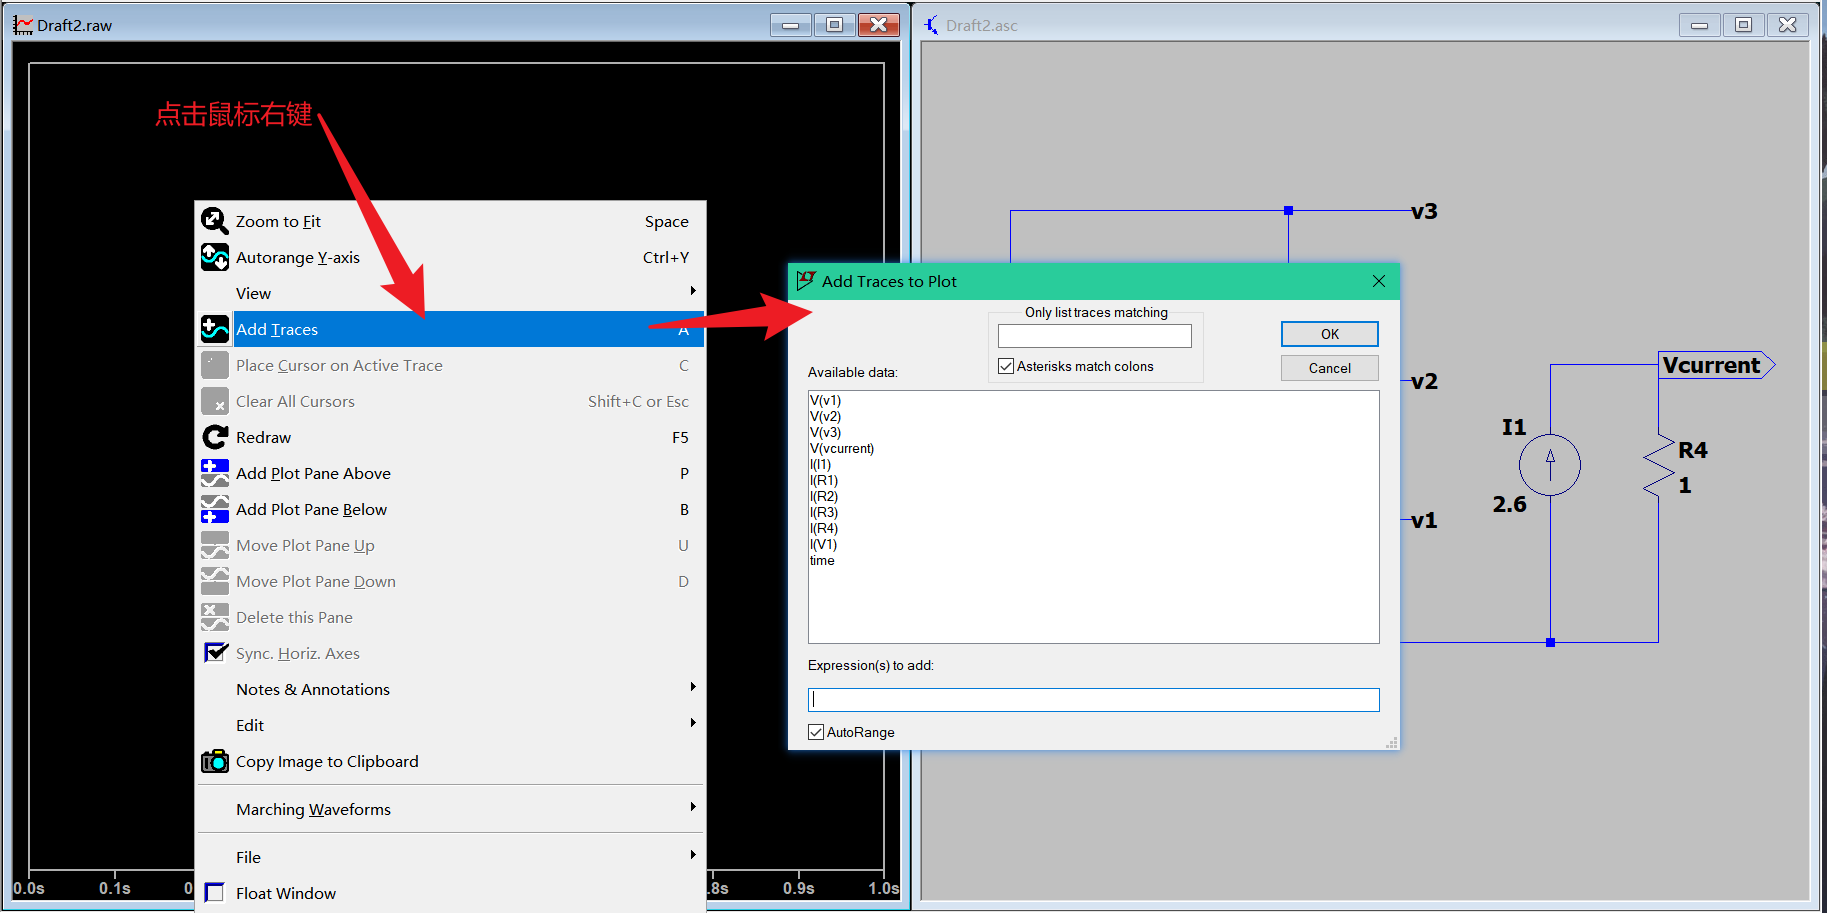 Draft2.raw
点击鼠标右键
Zoom to Fit Space
Autorange Y-axis Ctrl+Y
View
Add Traces A
Place Cursor on Active Trace C
Clear All Cursors Shift+C or Esc
Redraw F5
Add Plot Pane Above P
Add Plot Pane Below B
Move Plot Pane Up U
Move Plot Pane Down D
Delete this Pane
Sync. Horiz. Axes
Notes & Annotations
Edit
Copy Image to Clipboard
Marching Waveforms
File
Float Window
0.0s 0.1s 0 .8s 0.9s 1.0s
Add Traces to Plot
Only list traces matching
Asterisks match colons
OK
Cancel
Available data:
V(v1)
V(v2)
V(v3)
V(vcurrent)
I(I1)
I(R1)
I(R2)
I(R3)
I(R4)
I(V1)
time
Expression(s) to add:
AutoRange
Draft2.asc
v3
v2
v1
Vcurrent
I1
2.6
R4
1